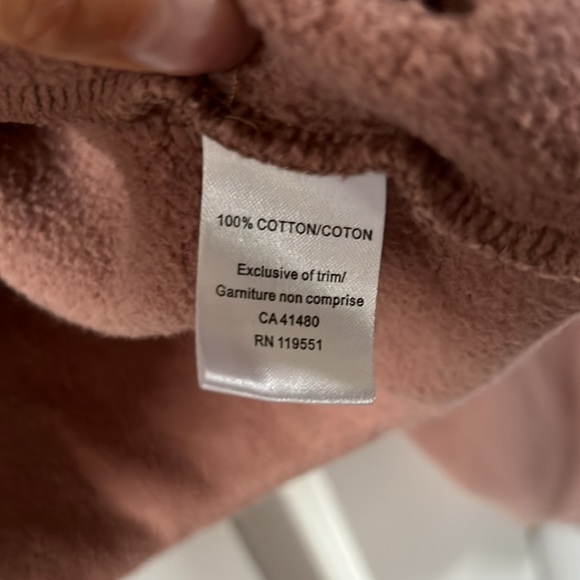 100% COTTON/COTON
Exclusive of trim/
Garniture non comprise
CA 41480
RN 119551